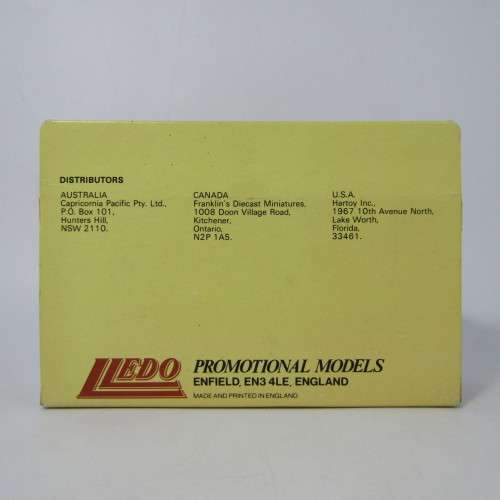 DISTRIBUTORS
AUSTRALIA
Capricornia Pacific Pty. Ltd.,
P.O. Box 101,
Hunters Hill,
NSW 2110.
CANADA
Franklin's Diecast Miniatures,
1008 Doon Village Road,
Kitchener,
Ontario,
N2P 1A5.
U.S.A.
Hartoy Inc.,
1967 10th Avenue North,
Lake Worth,
Florida,
33461.
LLEDO
PROMOTIONAL MODELS
ENFIELD, EN3 4LE, ENGLAND
MADE AND PRINTED IN ENGLAND